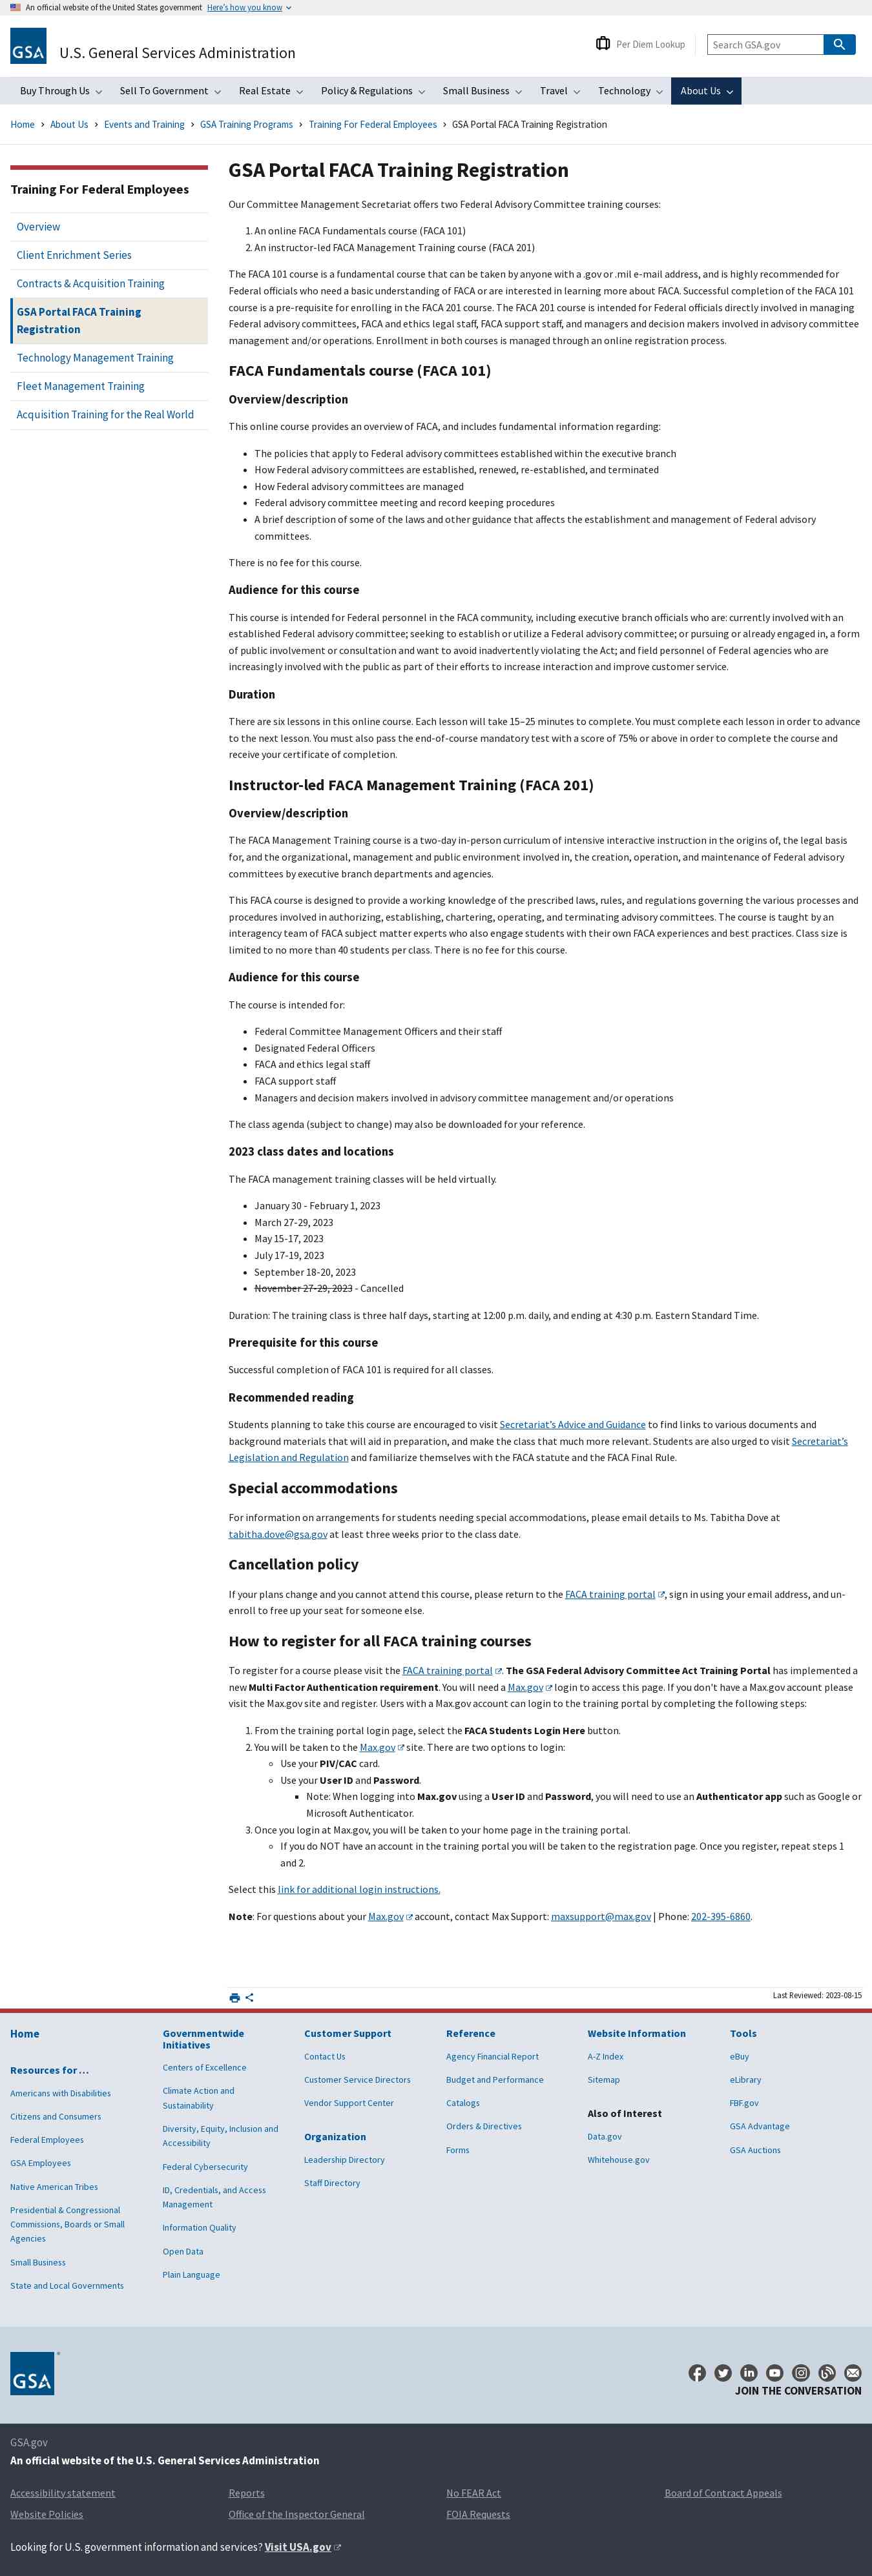 An official website of the United States government Here's how you know
GSA
U.S. General Services Administration
Per Diem Lookup
Search GSA.gov
Buy Through Us Sell To Government Real Estate Policy & Regulations Small Business Travel Technology About Us
Home › About Us › Events and Training › GSA Training Programs › Training For Federal Employees › GSA Portal FACA Training Registration
Training For Federal Employees
Overview
Client Enrichment Series
Contracts & Acquisition Training
GSA Portal FACA Training
Registration
Technology Management Training
Fleet Management Training
Acquisition Training for the Real World
GSA Portal FACA Training Registration
Our Committee Management Secretariat offers two Federal Advisory Committee training courses:
1. An online FACA Fundamentals course (FACA 101)
2. An instructor-led FACA Management Training course (FACA 201)
The FACA 101 course is a fundamental course that can be taken by anyone with a .gov or .mil e-mail address, and is highly recommended for
Federal officials who need a basic understanding of FACA or are interested in learning more about FACA. Successful completion of the FACA 101
course is a pre-requisite for enrolling in the FACA 201 course. The FACA 201 course is intended for Federal officials directly involved in managing
Federal advisory committees, FACA and ethics legal staff, FACA support staff, and managers and decision makers involved in advisory committee
management and/or operations. Enrollment in both courses is managed through an online registration process.
FACA Fundamentals course (FACA 101)
Overview/description
This online course provides an overview of FACA, and includes fundamental information regarding:
• The policies that apply to Federal advisory committees established within the executive branch
• How Federal advisory committees are established, renewed, re-established, and terminated
• How Federal advisory committees are managed
• Federal advisory committee meeting and record keeping procedures
• A brief description of some of the laws and other guidance that affects the establishment and management of Federal advisory
committees.
There is no fee for this course.
Audience for this course
This course is intended for Federal personnel in the FACA community, including executive branch officials who are: currently involved with an
established Federal advisory committee; seeking to establish or utilize a Federal advisory committee; or pursuing or already engaged in, a form
of public involvement or consultation and want to avoid inadvertently violating the Act; and field personnel of Federal agencies who are
increasingly involved with the public as part of their efforts to increase interaction and improve customer service.
Duration
There are six lessons in this online course. Each lesson will take 15–25 minutes to complete. You must complete each lesson in order to advance
to the next lesson. You must also pass the end-of-course mandatory test with a score of 75% or above in order to complete the course and
receive your certificate of completion.
Instructor-led FACA Management Training (FACA 201)
Overview/description
The FACA Management Training course is a two-day in-person curriculum of intensive interactive instruction in the origins of, the legal basis
for, and the organizational, management and public environment involved in, the creation, operation, and maintenance of Federal advisory
committees by executive branch departments and agencies.
This FACA course is designed to provide a working knowledge of the prescribed laws, rules, and regulations governing the various processes and
procedures involved in authorizing, establishing, chartering, operating, and terminating advisory committees. The course is taught by an
interagency team of FACA subject matter experts who also engage students with their own FACA experiences and best practices. Class size is
limited to no more than 40 students per class. There is no fee for this course.
Audience for this course
The course is intended for:
• Federal Committee Management Officers and their staff
• Designated Federal Officers
• FACA and ethics legal staff
• FACA support staff
• Managers and decision makers involved in advisory committee management and/or operations
The class agenda (subject to change) may also be downloaded for your reference.
2023 class dates and locations
The FACA management training classes will be held virtually.
• January 30 - February 1, 2023
• March 27-29, 2023
• May 15-17, 2023
• July 17-19, 2023
• September 18-20, 2023
• November 27-29, 2023 - Cancelled
Duration: The training class is three half days, starting at 12:00 p.m. daily, and ending at 4:30 p.m. Eastern Standard Time.
Prerequisite for this course
Successful completion of FACA 101 is required for all classes.
Recommended reading
Students planning to take this course are encouraged to visit Secretariat's Advice and Guidance to find links to various documents and
background materials that will aid in preparation, and make the class that much more relevant. Students are also urged to visit Secretariat's
Legislation and Regulation and familiarize themselves with the FACA statute and the FACA Final Rule.
Special accommodations
For information on arrangements for students needing special accommodations, please email details to Ms. Tabitha Dove at
tabitha.dove@gsa.gov at least three weeks prior to the class date.
Cancellation policy
If your plans change and you cannot attend this course, please return to the FACA training portal, sign in using your email address, and un-
enroll to free up your seat for someone else.
How to register for all FACA training courses
To register for a course please visit the FACA training portal. The GSA Federal Advisory Committee Act Training Portal has implemented a
new Multi Factor Authentication requirement. You will need a Max.gov login to access this page. If you don't have a Max.gov account please
visit the Max.gov site and register. Users with a Max.gov account can login to the training portal by completing the following steps:
1. From the training portal login page, select the FACA Students Login Here button.
2. You will be taken to the Max.gov site. There are two options to login:
◦ Use your PIV/CAC card.
◦ Use your User ID and Password.
▪ Note: When logging into Max.gov using a User ID and Password, you will need to use an Authenticator app such as Google or
Microsoft Authenticator.
3. Once you login at Max.gov, you will be taken to your home page in the training portal.
◦ If you do NOT have an account in the training portal you will be taken to the registration page. Once you register, repeat steps 1
and 2.
Select this link for additional login instructions.
Note: For questions about your Max.gov account, contact Max Support: maxsupport@max.gov | Phone: 202-395-6860.
Last Reviewed: 2023-08-15
Home
Resources for …
Americans with Disabilities
Citizens and Consumers
Federal Employees
GSA Employees
Native American Tribes
Presidential & Congressional
Commissions, Boards or Small
Agencies
Small Business
State and Local Governments
Governmentwide
Initiatives
Centers of Excellence
Climate Action and
Sustainability
Diversity, Equity, Inclusion and
Accessibility
Federal Cybersecurity
ID, Credentials, and Access
Management
Information Quality
Open Data
Plain Language
Customer Support
Contact Us
Customer Service Directors
Vendor Support Center
Organization
Leadership Directory
Staff Directory
Reference
Agency Financial Report
Budget and Performance
Catalogs
Orders & Directives
Forms
Website Information
A-Z Index
Sitemap
Also of Interest
Data.gov
Whitehouse.gov
Tools
eBuy
eLibrary
FBF.gov
GSA Advantage
GSA Auctions
GSA
JOIN THE CONVERSATION
GSA.gov
An official website of the U.S. General Services Administration
Accessibility statement Reports No FEAR Act Board of Contract Appeals
Website Policies Office of the Inspector General FOIA Requests
Looking for U.S. government information and services? Visit USA.gov